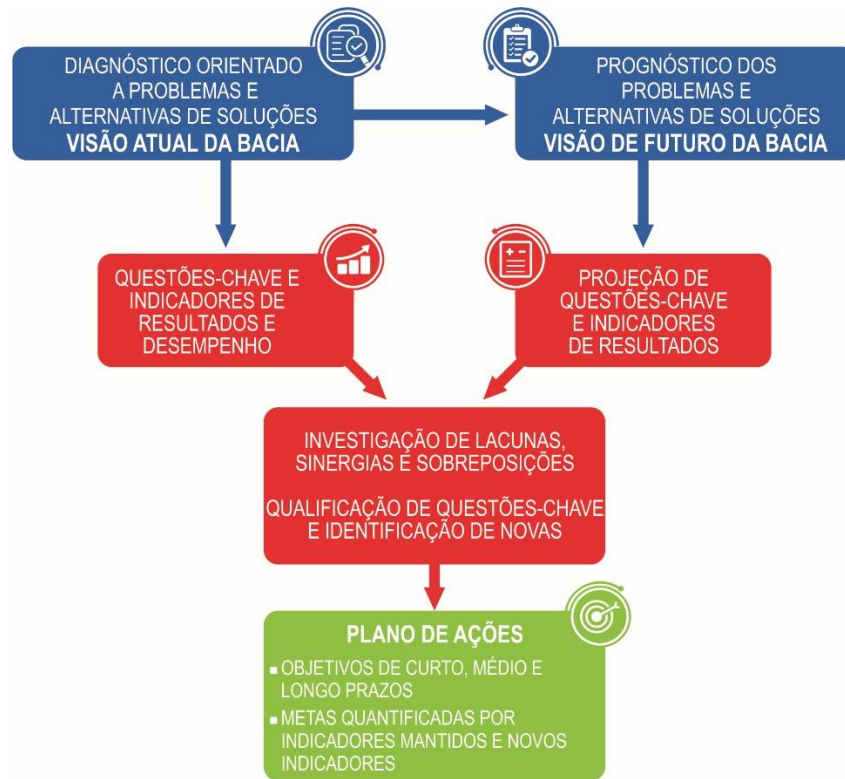 DIAGNÓSTICO ORIENTADO
A PROBLEMAS E
ALTERNATIVAS DE SOLUÇÕES
VISÃO ATUAL DA BACIA
PROGNÓSTICO DOS
PROBLEMAS E
ALTERNATIVAS DE SOLUÇÕES
VISÃO DE FUTURO DA BACIA
QUESTÕES-CHAVE E
INDICADORES DE
RESULTADOS E
DESEMPENHO
PROJEÇÃO DE
QUESTÕES-CHAVE
E INDICADORES
DE RESULTADOS
INVESTIGAÇÃO DE LACUNAS,
SINERGIAS E SOBREPOSIÇÕES
QUALIFICAÇÃO DE QUESTÕES-CHAVE
E IDENTIFICAÇÃO DE NOVAS
PLANO DE AÇÕES
▪ OBJETIVOS DE CURTO, MÉDIO E
LONGO PRAZOS
▪ METAS QUANTIFICADAS POR
INDICADORES MANTIDOS E NOVOS
INDICADORES